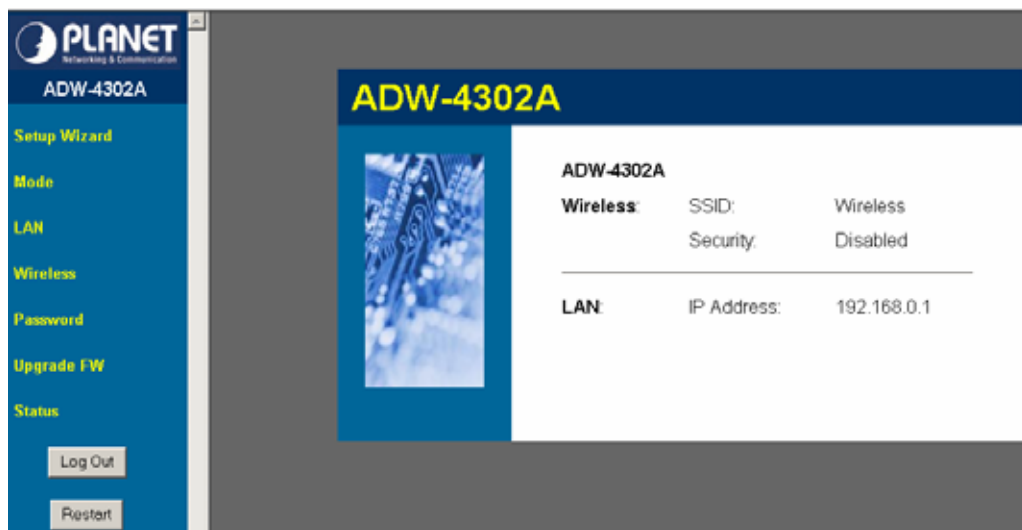 PLANET
Networking & Communication
ADW-4302A
Setup Wizard
Mode
LAN
Wireless
Password
Upgrade FW
Status
Log Out
Restart
ADW-4302A
ADW-4302A
Wireless: SSID: Wireless
Security: Disabled
LAN: IP Address: 192.168.0.1